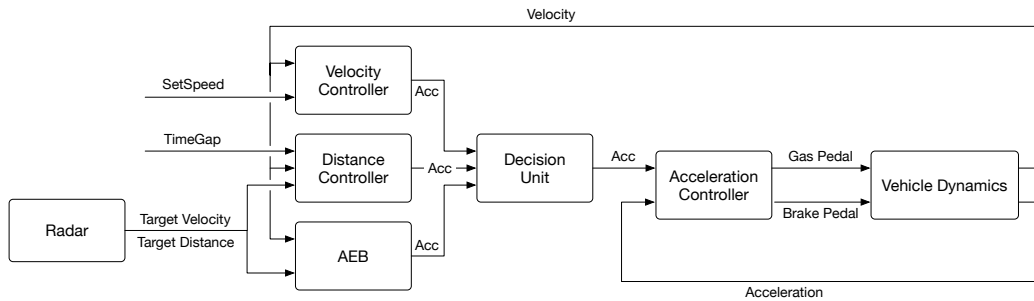 Velocity
SetSpeed
Velocity
Controller
Acc
TimeGap
Distance
Controller
Acc
Decision
Unit
Acc
Acceleration
Controller
Gas Pedal
Brake Pedal
Vehicle Dynamics
Radar
Target Velocity
Target Distance
AEB
Acc
Acceleration